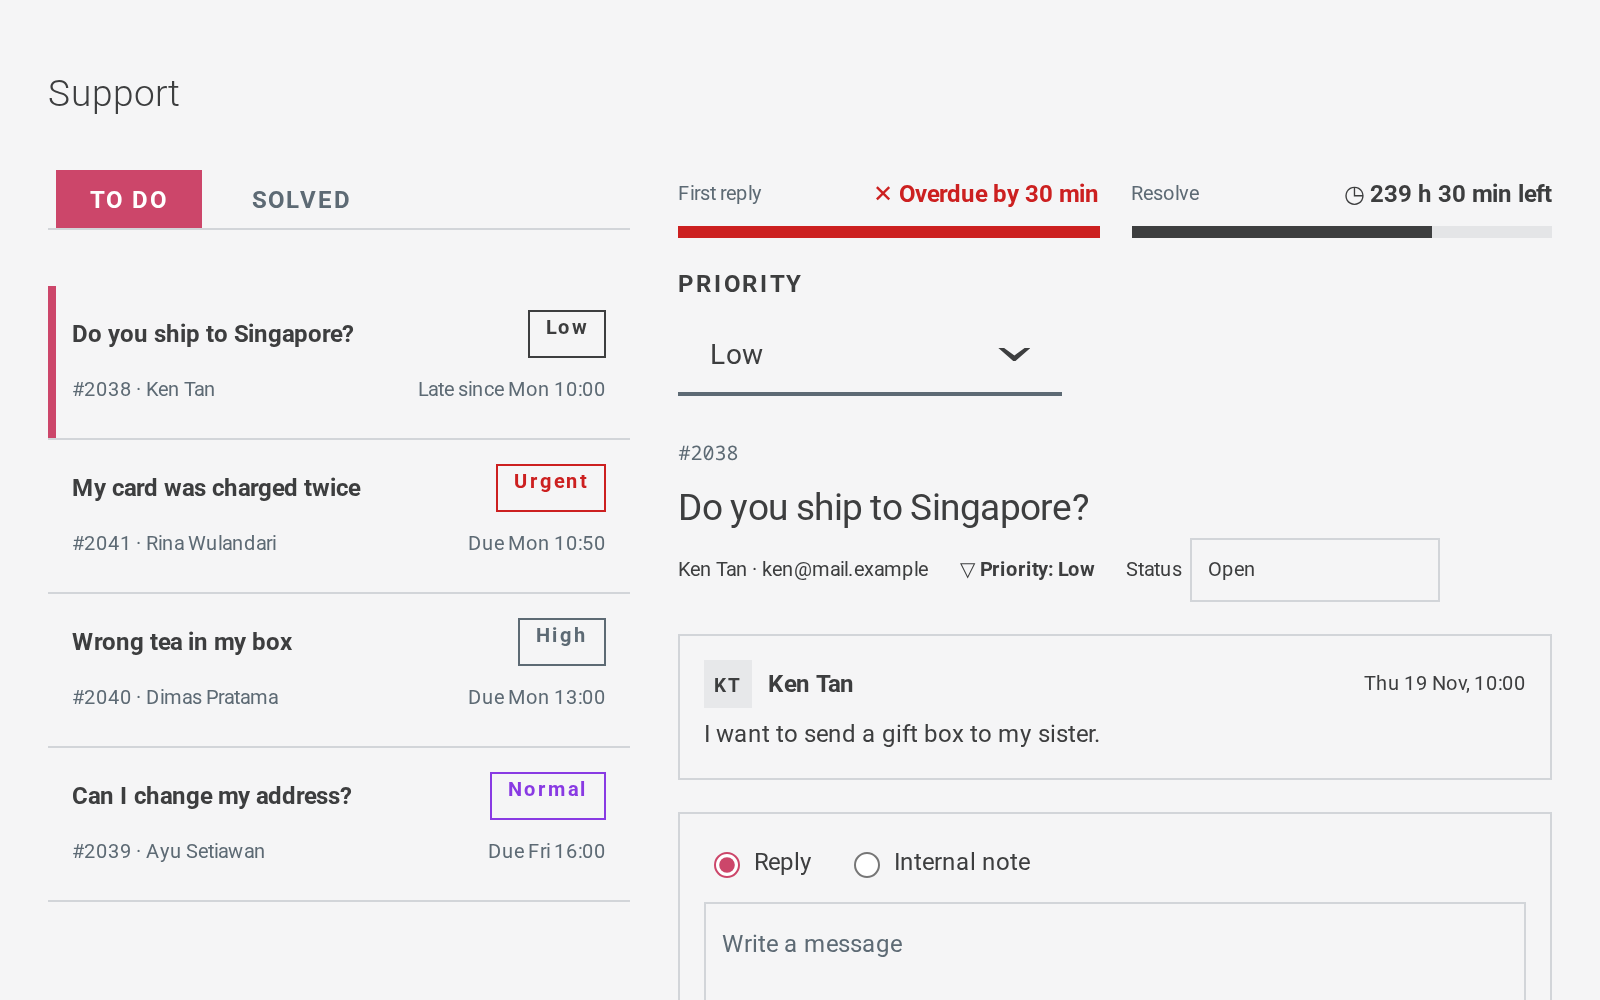 Support
TO DO
SOLVED
Do you ship to Singapore?
Low
#2038 · Ken Tan
Late since Mon 10:00
My card was charged twice
Urgent
#2041 · Rina Wulandari
Due Mon 10:50
Wrong tea in my box
High
#2040 · Dimas Pratama
Due Mon 13:00
Can I change my address?
Normal
#2039 · Ayu Setiawan
Due Fri 16:00
First reply
✕ Overdue by 30 min
Resolve
◷ 239 h 30 min left
PRIORITY
Low
#2038
Do you ship to Singapore?
Ken Tan · ken@mail.example
▽ Priority: Low
Status
Open
KT
Ken Tan
Thu 19 Nov, 10:00
I want to send a gift box to my sister.
Reply
Internal note
Write a message